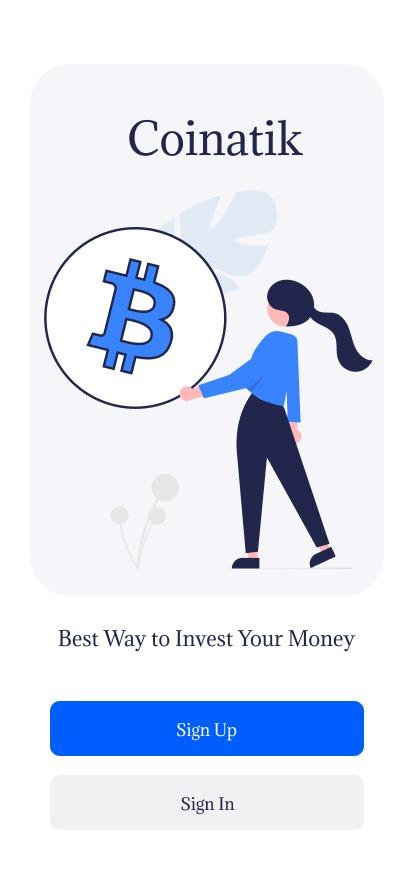 Coinatik
Best Way to Invest Your Money
Sign Up
Sign In